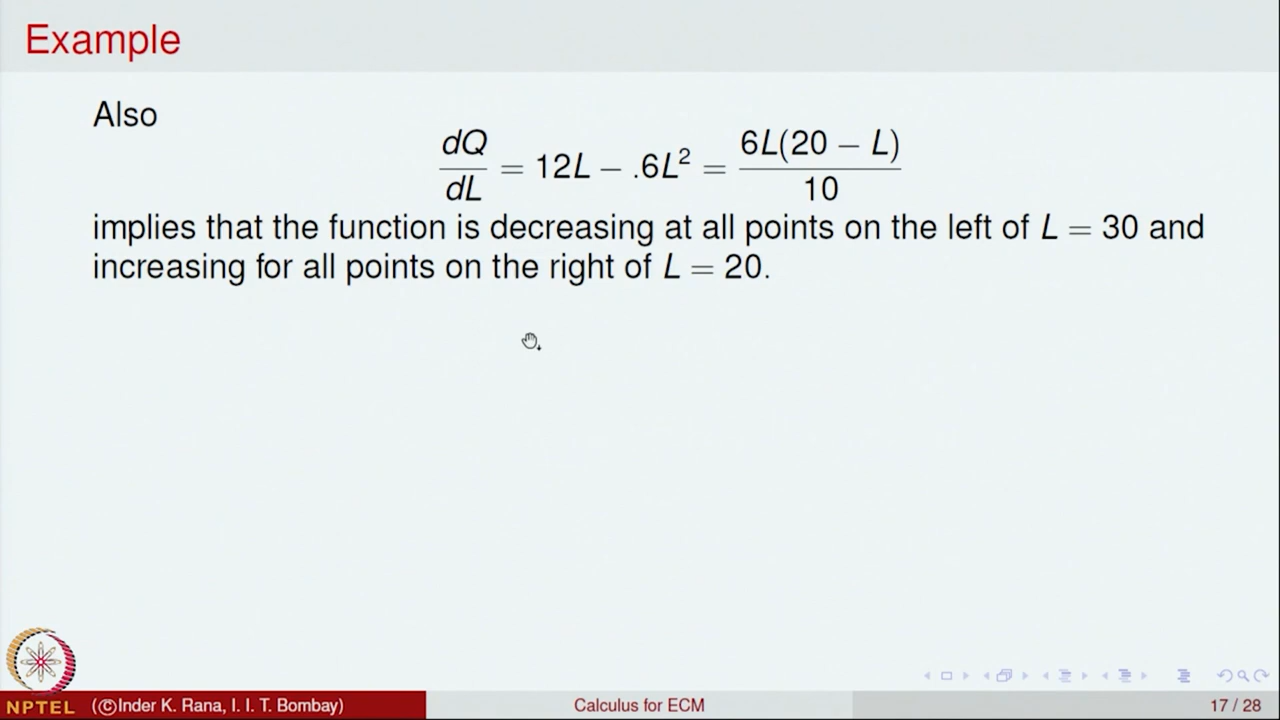 Example
Also
dQ/dL = 12L − .6L² = 6L(20 − L)/10
implies that the function is decreasing at all points on the left of L = 30 and
increasing for all points on the right of L = 20.
NPTEL
(©Inder K. Rana, I. I. T. Bombay)
Calculus for ECM
17 / 28